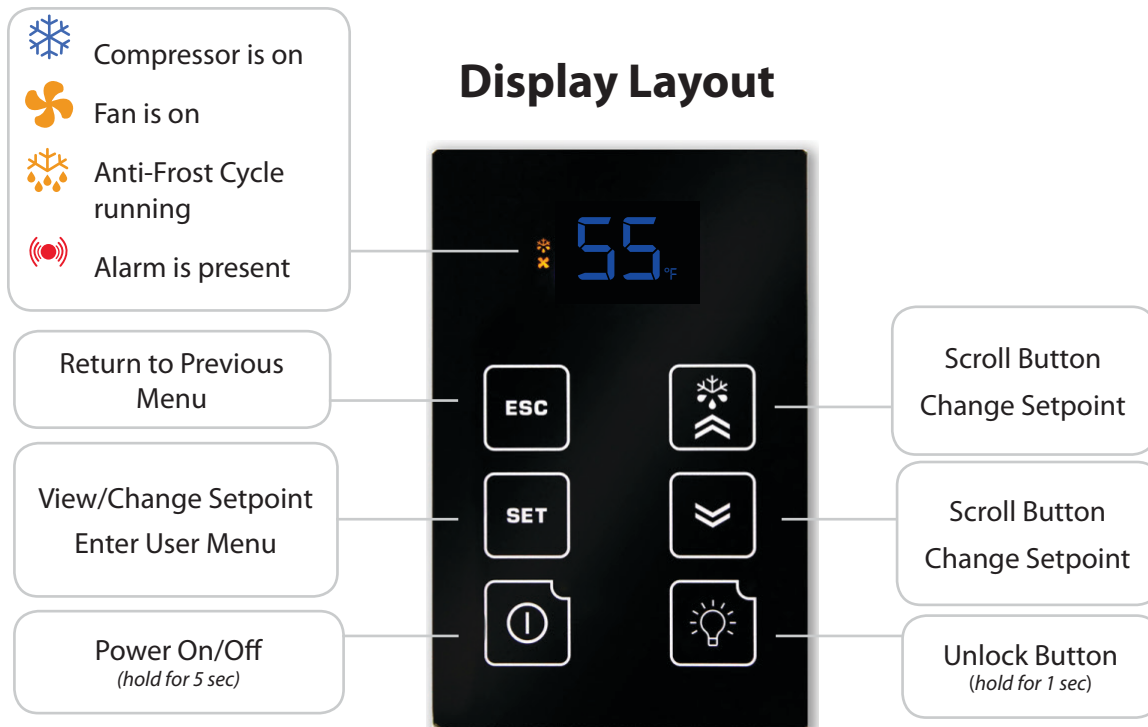 Compressor is on
Fan is on
Anti-Frost Cycle
running
Alarm is present
Display Layout
55 °F
Return to Previous
Menu
ESC
Scroll Button
Change Setpoint
View/Change Setpoint
Enter User Menu
SET
Scroll Button
Change Setpoint
Power On/Off
(hold for 5 sec)
Unlock Button
(hold for 1 sec)